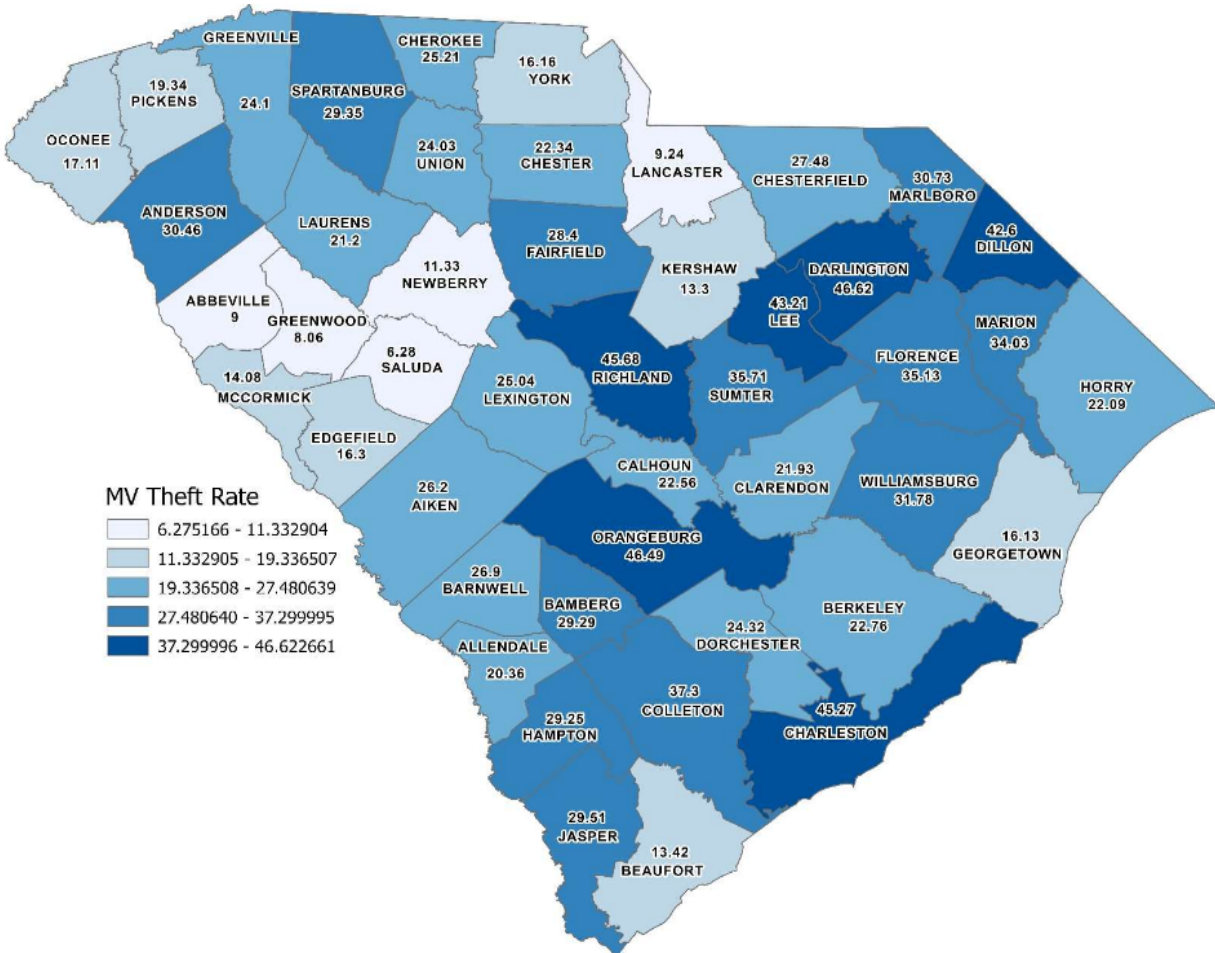 GREENVILLE
24.1
CHEROKEE
25.21
16.16
YORK
19.34
PICKENS
SPARTANBURG
29.35
OCONEE
17.11
24.03
UNION
22.34
CHESTER
9.24
LANCASTER
27.48
CHESTERFIELD
30.73
MARLBORO
ANDERSON
30.46
LAURENS
21.2
28.4
FAIRFIELD
42.6
DILLON
11.33
NEWBERRY
KERSHAW
13.3
DARLINGTON
46.62
ABBEVILLE
9
GREENWOOD
8.06
43.21
LEE
MARION
34.03
6.28
SALUDA
45.68
RICHLAND
FLORENCE
35.13
14.08
MCCORMICK
25.04
LEXINGTON
35.71
SUMTER
HORRY
22.09
EDGEFIELD
16.3
CALHOUN
22.56
21.93
CLARENDON
WILLIAMSBURG
31.78
26.2
AIKEN
ORANGEBURG
46.49
16.13
GEORGETOWN
26.9
BARNWELL
BAMBERG
29.29
BERKELEY
22.76
24.32
DORCHESTER
ALLENDALE
20.36
37.3
COLLETON
45.27
CHARLESTON
29.25
HAMPTON
29.51
JASPER
13.42
BEAUFORT
MV Theft Rate
6.275166 - 11.332904
11.332905 - 19.336507
19.336508 - 27.480639
27.480640 - 37.299995
37.299996 - 46.622661